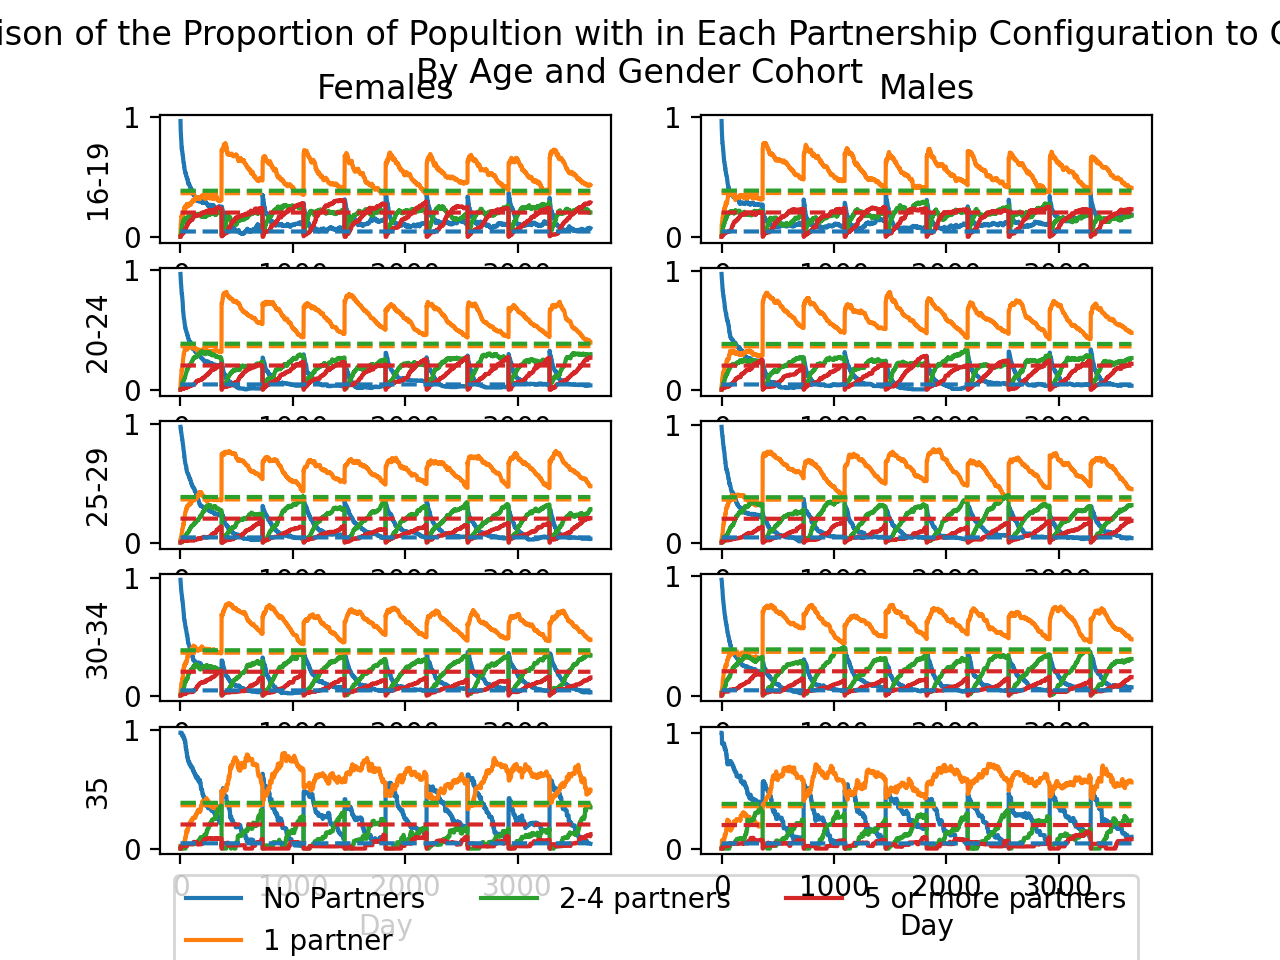 ison of the Proportion of Popultion with in Each Partnership Configuration to
By Age and Gender Cohort
Females Males
1 1
16-19
0 0
1 1
20-24
0 0
1 1
25-29
0 0
1 1
30-34
0 0
1 1
35
0 0
0 1000 2000 3000 0 1000 2000 3000
No Partners 2-4 partners 5 or more partners
Day Day
1 partner